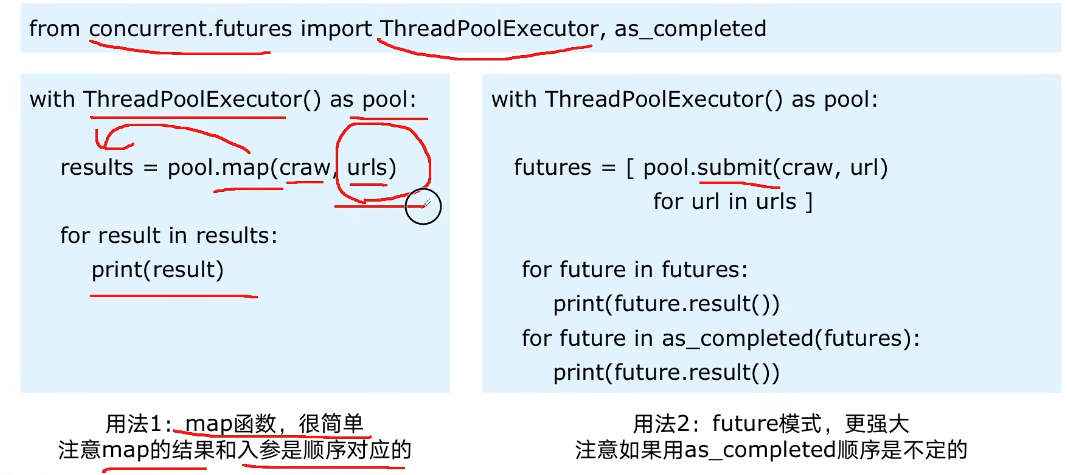 from concurrent.futures import ThreadPoolExecutor, as_completed
with ThreadPoolExecutor() as pool:
results = pool.map(craw, urls)
for result in results:
print(result)
用法1：map函数，很简单
注意map的结果和入参是顺序对应的
with ThreadPoolExecutor() as pool:
futures = [ pool.submit(craw, url)
for url in urls ]
for future in futures:
print(future.result())
for future in as_completed(futures):
print(future.result())
用法2：future模式，更强大
注意如果用as_completed顺序是不定的